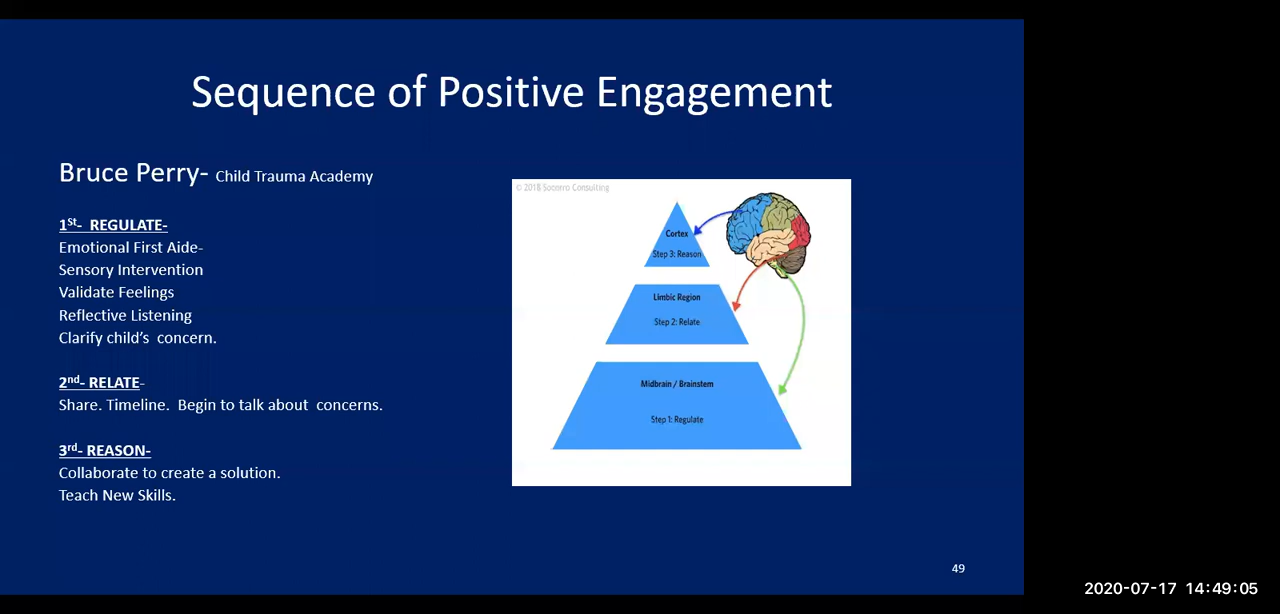 Sequence of Positive Engagement
Bruce Perry- Child Trauma Academy
1St- REGULATE-
Emotional First Aide-
Sensory Intervention
Validate Feelings
Reflective Listening
Clarify child's  concern.
2nd- RELATE-
Share. Timeline.  Begin to talk about  concerns.
3rd- REASON-
Collaborate to create a solution.
Teach New Skills.
© 2018 Socorro Consulting
Cortex
Step 3: Reason
Limbic Region
Step 2: Relate
Midbrain / Brainstem
Step 1: Regulate
49
2020-07-17 14:49:05